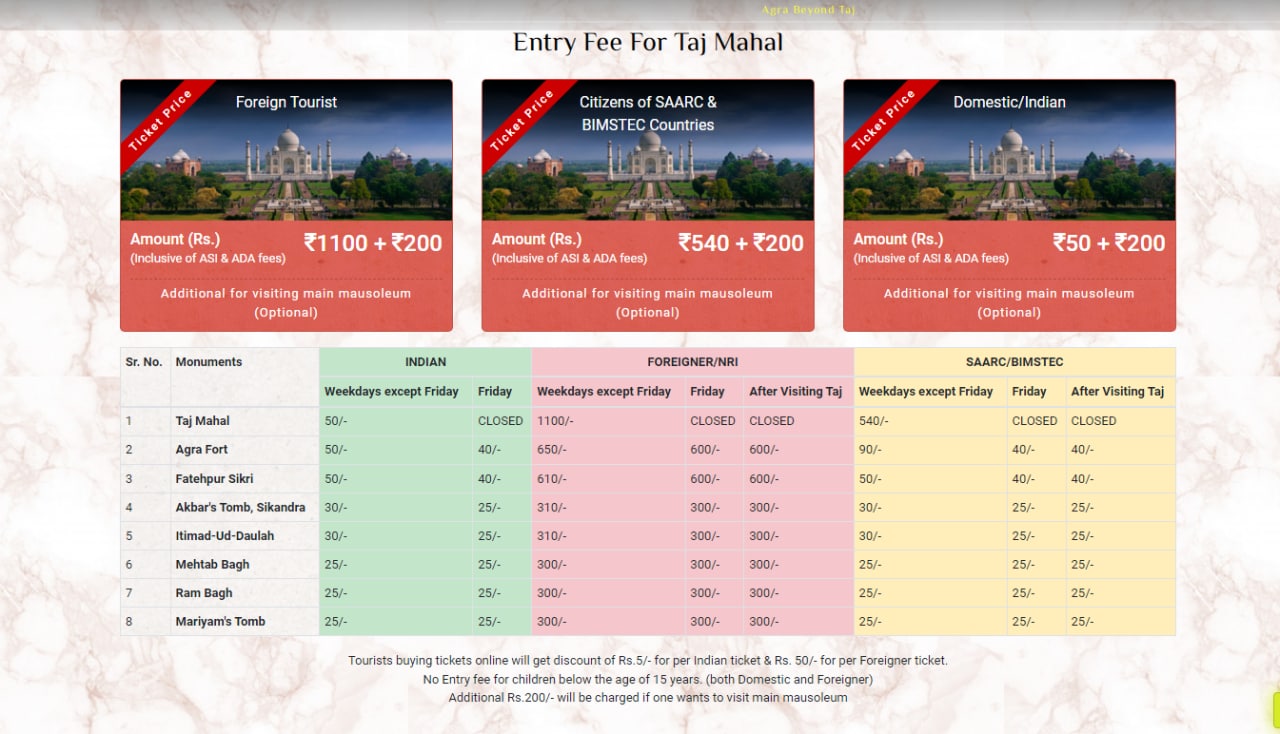 Agra Beyond Taj
Entry Fee For Taj Mahal
Ticket Price
Foreign Tourist
Amount (Rs.) ₹1100 + ₹200
(Inclusive of ASI & ADA fees)
Additional for visiting main mausoleum
(Optional)
Ticket Price
Citizens of SAARC &
BIMSTEC Countries
Amount (Rs.) ₹540 + ₹200
(Inclusive of ASI & ADA fees)
Additional for visiting main mausoleum
(Optional)
Ticket Price
Domestic/Indian
Amount (Rs.) ₹50 + ₹200
(Inclusive of ASI & ADA fees)
Additional for visiting main mausoleum
(Optional)
Sr. No. Monuments INDIAN FOREIGNER/NRI SAARC/BIMSTEC
Weekdays except Friday Friday Weekdays except Friday Friday After Visiting Taj Weekdays except Friday Friday After Visiting Taj
1 Taj Mahal 50/- CLOSED 1100/- CLOSED CLOSED 540/- CLOSED CLOSED
2 Agra Fort 50/- 40/- 650/- 600/- 600/- 90/- 40/- 40/-
3 Fatehpur Sikri 50/- 40/- 610/- 600/- 600/- 50/- 40/- 40/-
4 Akbar's Tomb, Sikandra 30/- 25/- 310/- 300/- 300/- 30/- 25/- 25/-
5 Itimad-Ud-Daulah 30/- 25/- 310/- 300/- 300/- 30/- 25/- 25/-
6 Mehtab Bagh 25/- 25/- 300/- 300/- 300/- 25/- 25/- 25/-
7 Ram Bagh 25/- 25/- 300/- 300/- 300/- 25/- 25/- 25/-
8 Mariyam's Tomb 25/- 25/- 300/- 300/- 300/- 25/- 25/- 25/-
Tourists buying tickets online will get discount of Rs.5/- for per Indian ticket & Rs. 50/- for per Foreigner ticket.
No Entry fee for children below the age of 15 years. (both Domestic and Foreigner)
Additional Rs.200/- will be charged if one wants to visit main mausoleum